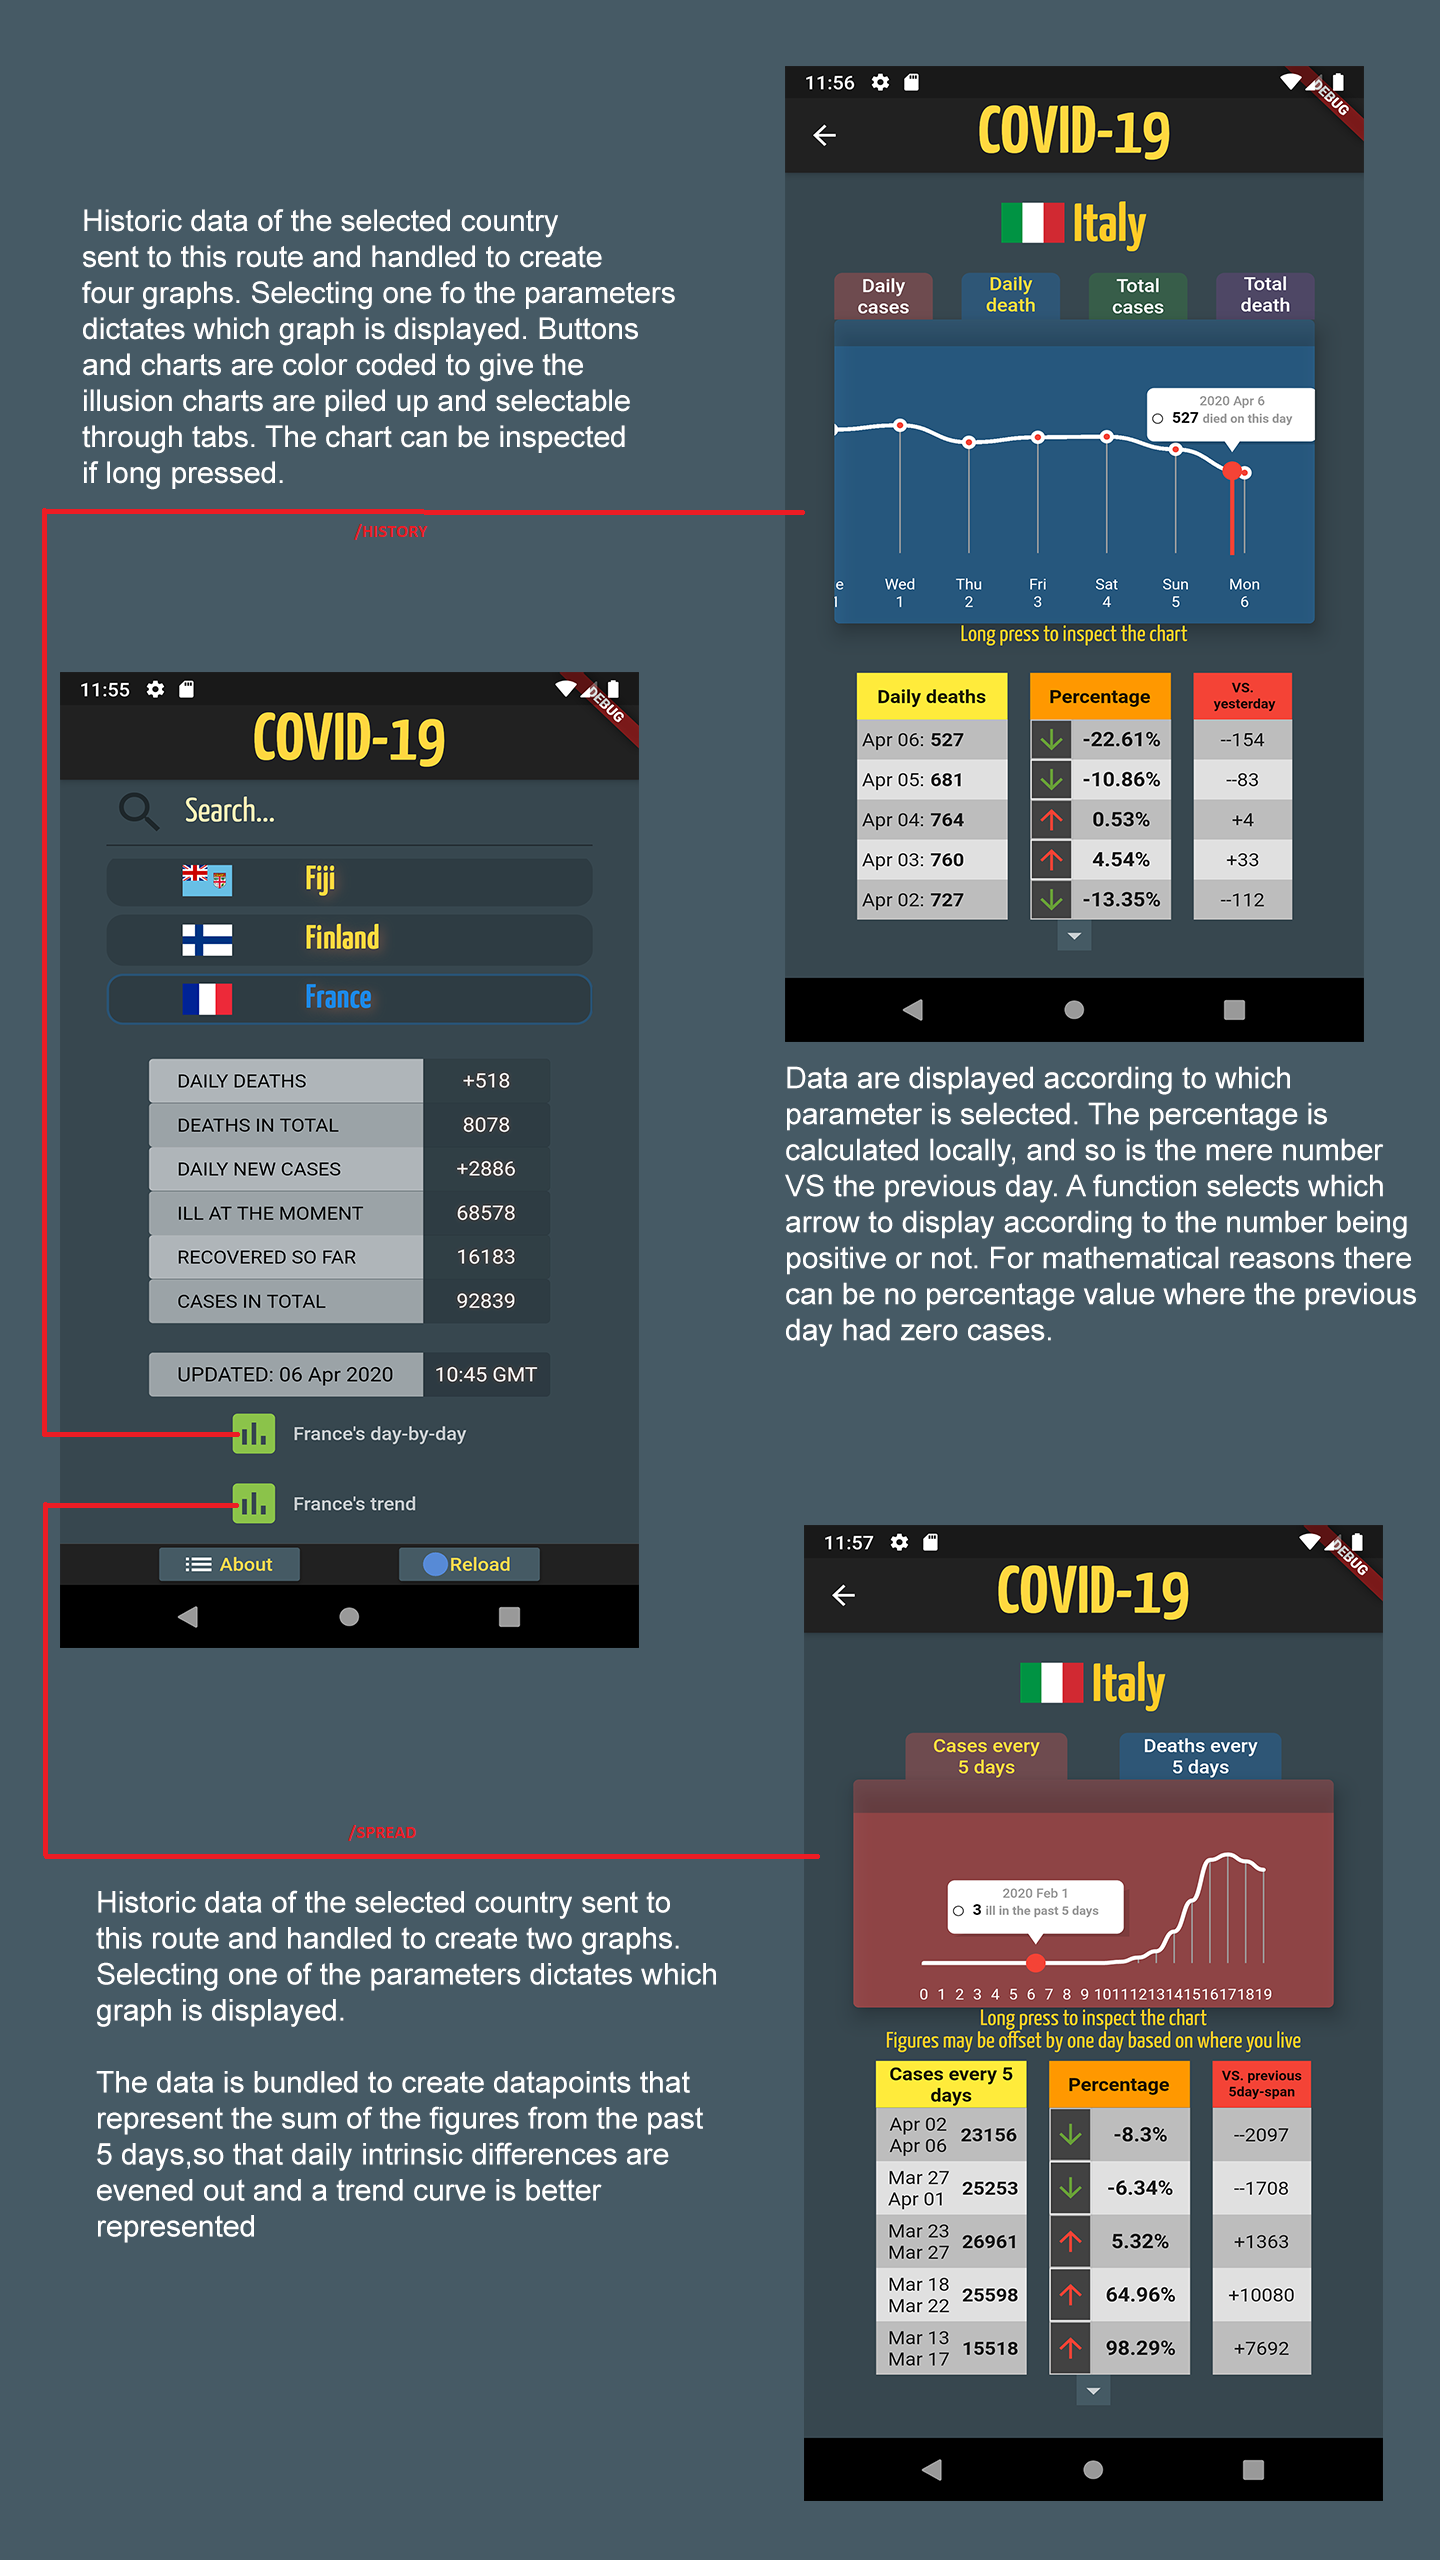 Historic data of the selected country
sent to this route and handled to create
four graphs. Selecting one fo the parameters
dictates which graph is displayed. Buttons
and charts are color coded to give the
illusion charts are piled up and selectable
through tabs. The chart can be inspected
if long pressed.
/HISTORY
11:56
DEBUG
COVID-19
Italy
Daily cases
Daily death
Total cases
Total death
2020 Apr 6
527 died on this day
e Wed Thu Fri Sat Sun Mon
1 1 2 3 4 5 6
Long press to inspect the chart
Daily deaths Percentage VS. yesterday
Apr 06: 527 -22.61% --154
Apr 05: 681 -10.86% --83
Apr 04: 764 0.53% +4
Apr 03: 760 4.54% +33
Apr 02: 727 -13.35% --112
11:55
DEBUG
COVID-19
Search...
Fiji
Finland
France
DAILY DEATHS +518
DEATHS IN TOTAL 8078
DAILY NEW CASES +2886
ILL AT THE MOMENT 68578
RECOVERED SO FAR 16183
CASES IN TOTAL 92839
UPDATED: 06 Apr 2020 10:45 GMT
France's day-by-day
France's trend
About Reload
Data are displayed according to which
parameter is selected. The percentage is
calculated locally, and so is the mere number
VS the previous day. A function selects which
arrow to display according to the number being
positive or not. For mathematical reasons there
can be no percentage value where the previous
day had zero cases.
/SPREAD
Historic data of the selected country sent to
this route and handled to create two graphs.
Selecting one of the parameters dictates which
graph is displayed.
The data is bundled to create datapoints that
represent the sum of the figures from the past
5 days,so that daily intrinsic differences are
evened out and a trend curve is better
represented
11:57
DEBUG
COVID-19
Italy
Cases every 5 days
Deaths every 5 days
2020 Feb 1
3 ill in the past 5 days
0 1 2 3 4 5 6 7 8 9 10 11 12 13 14 15 16 17 18 19
Long press to inspect the chart
Figures may be offset by one day based on where you live
Cases every 5 days Percentage VS. previous 5day-span
Apr 02 Apr 06 23156 -8.3% --2097
Mar 27 Apr 01 25253 -6.34% --1708
Mar 23 Mar 27 26961 5.32% +1363
Mar 18 Mar 22 25598 64.96% +10080
Mar 13 Mar 17 15518 98.29% +7692